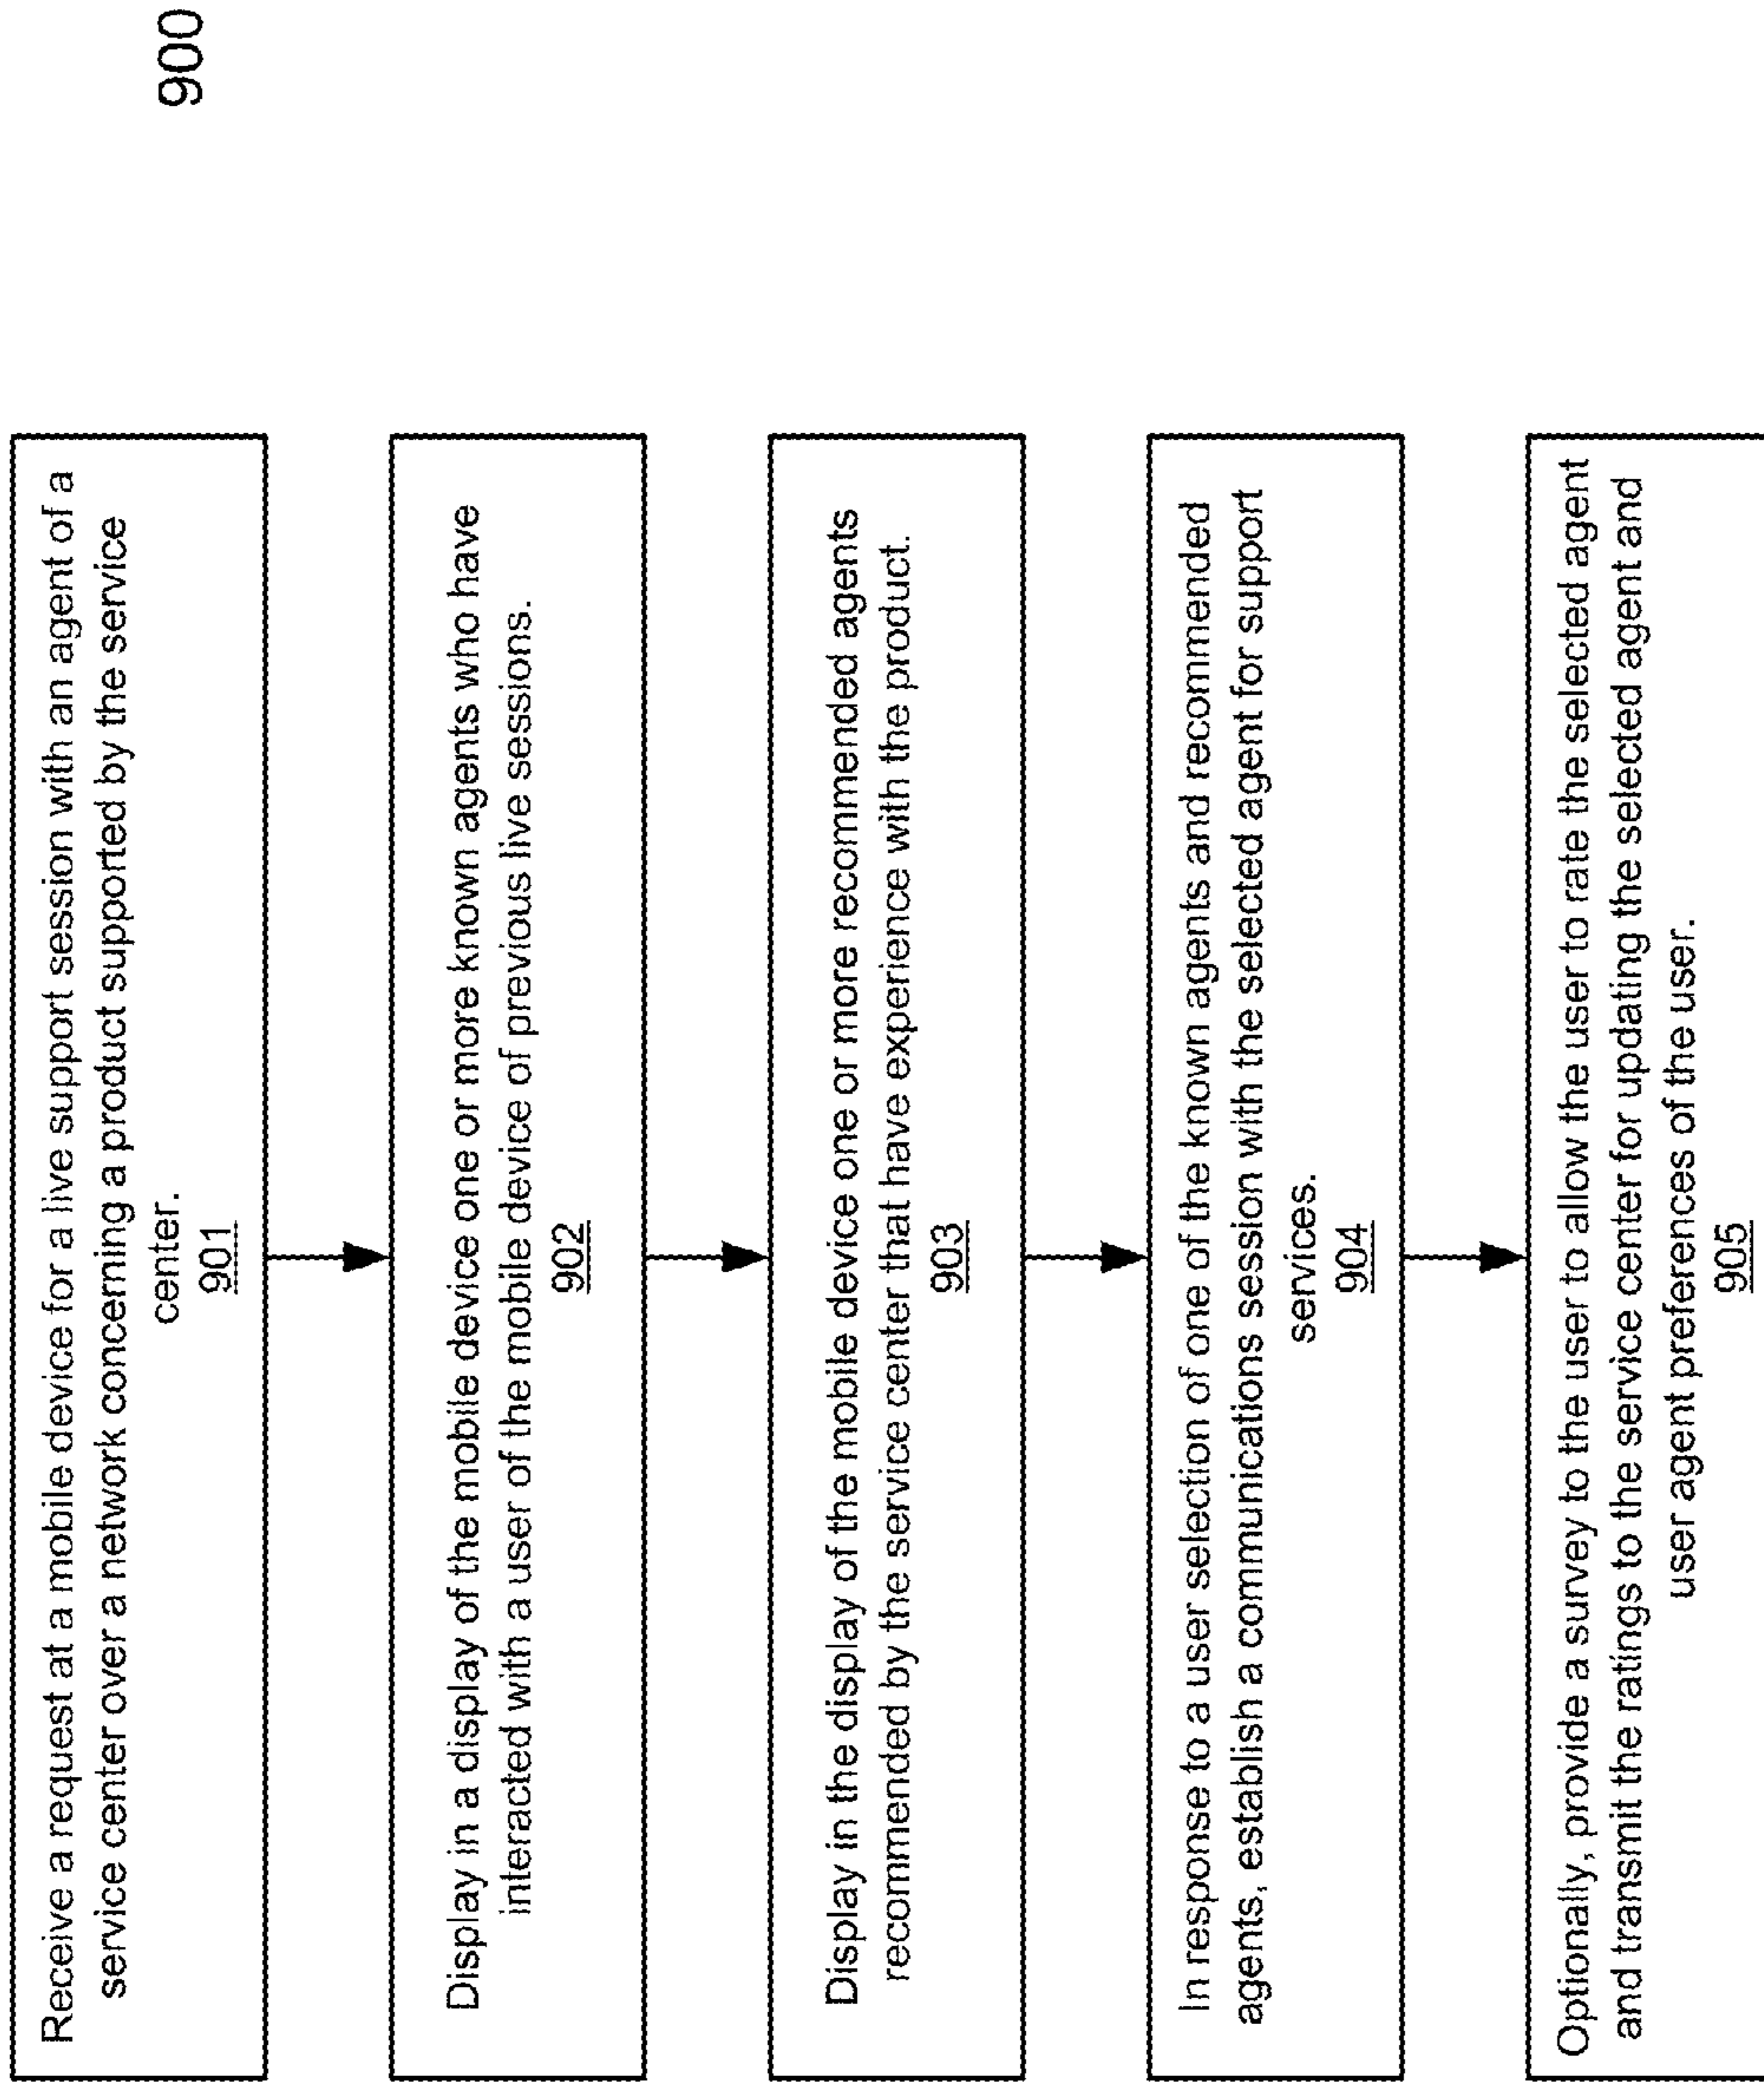 900
Receive a request at a mobile device for a live support session with an agent of a
service center over a network concerning a product supported by the service
center.
901
Display in a display of the mobile device one or more known agents who have
interacted with a user of the mobile device of previous live sessions.
902
Display in the display of the mobile device one or more recommended agents
recommended by the service center that have experience with the product.
903
In response to a user selection of one of the known agents and recommended
agents, establish a communications session with the selected agent for support
services.
904
Optionally, provide a survey to the user to allow the user to rate the selected agent
and transmit the ratings to the service center for updating the selected agent and
user agent preferences of the user.
905